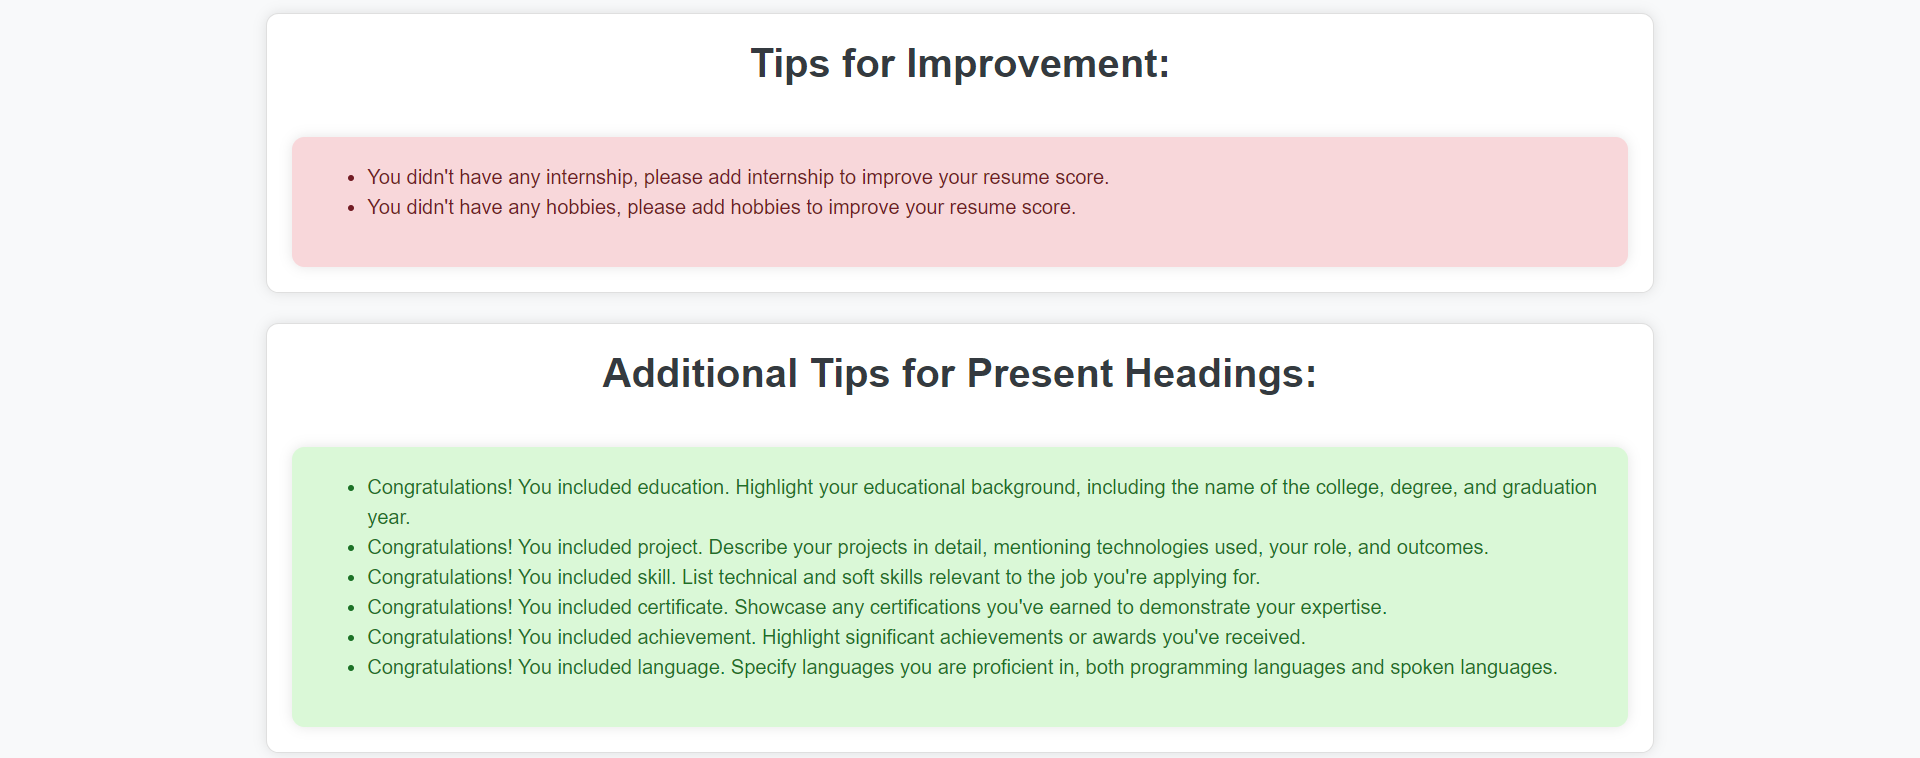 Tips for Improvement:
• You didn't have any internship, please add internship to improve your resume score.
• You didn't have any hobbies, please add hobbies to improve your resume score.
Additional Tips for Present Headings:
• Congratulations! You included education. Highlight your educational background, including the name of the college, degree, and graduation
year.
• Congratulations! You included project. Describe your projects in detail, mentioning technologies used, your role, and outcomes.
• Congratulations! You included skill. List technical and soft skills relevant to the job you're applying for.
• Congratulations! You included certificate. Showcase any certifications you've earned to demonstrate your expertise.
• Congratulations! You included achievement. Highlight significant achievements or awards you've received.
• Congratulations! You included language. Specify languages you are proficient in, both programming languages and spoken languages.